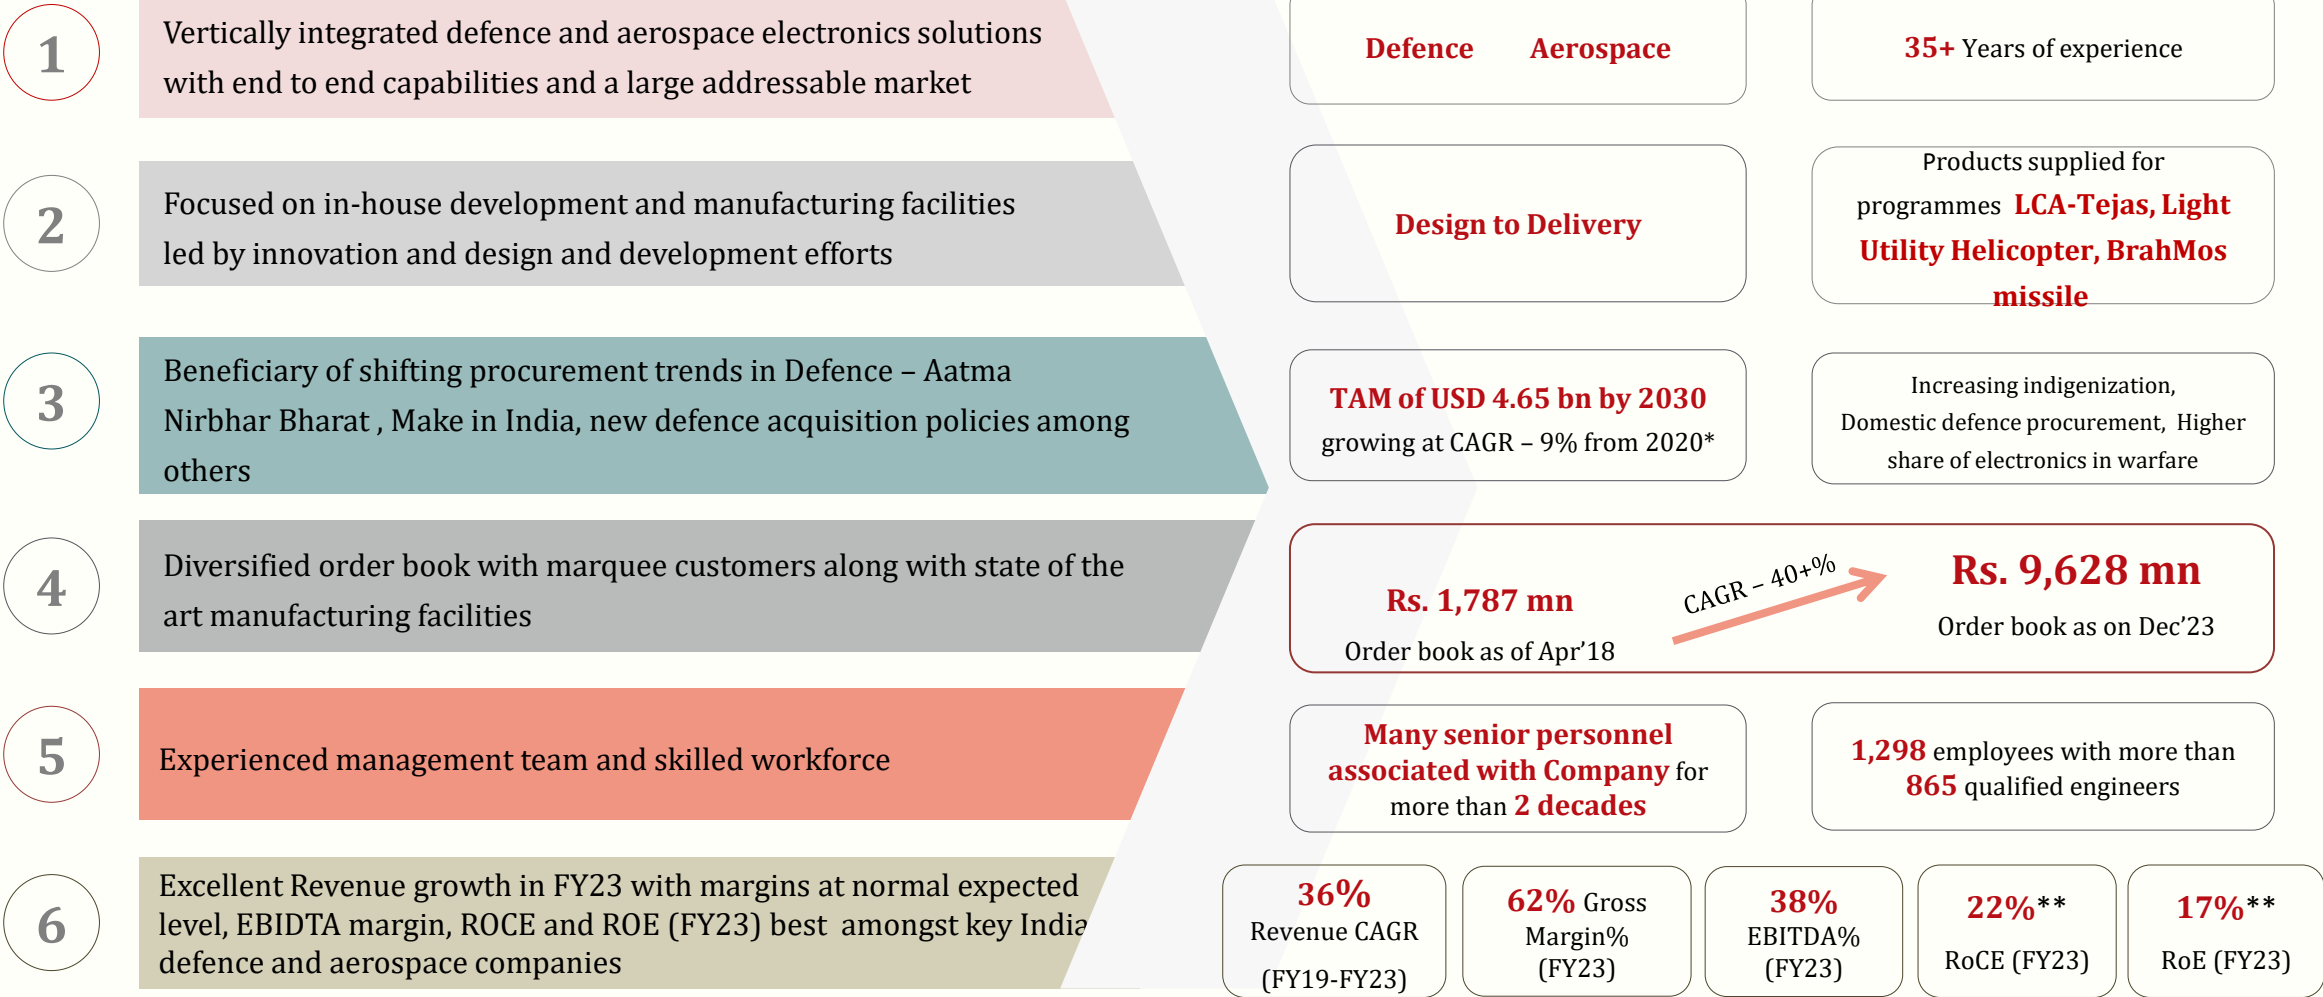 1
Vertically integrated defence and aerospace electronics solutions
with end to end capabilities and a large addressable market
Defence Aerospace
35+ Years of experience
2
Focused on in-house development and manufacturing facilities
led by innovation and design and development efforts
Design to Delivery
Products supplied for
programmes LCA-Tejas, Light
Utility Helicopter, BrahMos
missile
3
Beneficiary of shifting procurement trends in Defence – Aatma
Nirbhar Bharat , Make in India, new defence acquisition policies among
others
TAM of USD 4.65 bn by 2030
growing at CAGR – 9% from 2020*
Increasing indigenization,
Domestic defence procurement, Higher
share of electronics in warfare
4
Diversified order book with marquee customers along with state of the
art manufacturing facilities
Rs. 1,787 mn
Order book as of Apr’18
CAGR – 40+%
Rs. 9,628 mn
Order book as on Dec’23
5
Experienced management team and skilled workforce
Many senior personnel
associated with Company for
more than 2 decades
1,298 employees with more than
865 qualified engineers
6
Excellent Revenue growth in FY23 with margins at normal expected
level, EBIDTA margin, ROCE and ROE (FY23) best amongst key India
defence and aerospace companies
36%
Revenue CAGR
(FY19-FY23)
62% Gross
Margin%
(FY23)
38%
EBITDA%
(FY23)
22%**
RoCE (FY23)
17%**
RoE (FY23)